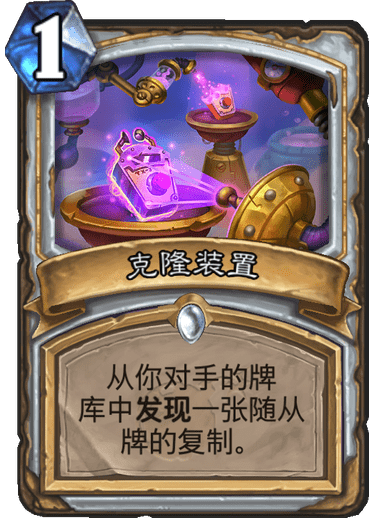 1
克隆装置
从你对手的牌
库中发现一张随从
牌的复制。